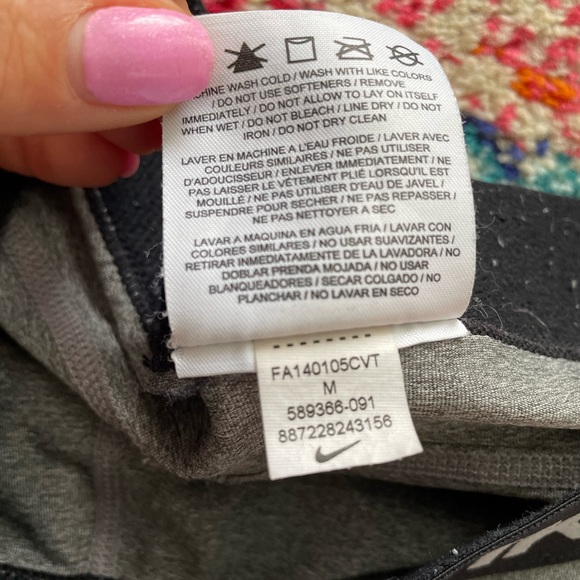 CHINE WASH COLD / WASH WITH LIKE COLORS
/ DO NOT USE SOFTENERS / REMOVE
IMMEDIATELY / DO NOT ALLOW TO LAY ON ITSELF
WHEN WET / DO NOT BLEACH / LINE DRY / DO NOT
IRON / DO NOT DRY CLEAN
LAVER EN MACHINE A L'EAU FROIDE / LAVER AVEC
COULEURS SIMILAIRES / NE PAS UTILISER
D'ADOUCISSEUR / ENLEVER IMMEDIATEMENT / NE
PAS LAISSER LE VÊTEMENT PLIÉ LORSQU'IL EST
MOUILLÉ / NE PAS UTILISER D'EAU DE JAVEL /
SUSPENDRE POUR SECHER / NE PAS REPASSER /
NE PAS NETTOYER A SEC
LAVAR A MAQUINA EN AGUA FRIA / LAVAR CON
COLORES SIMILARES / NO USAR SUAVIZANTES /
RETIRAR INMEDIATAMENTE DE LA LAVADORA / NO
DOBLAR PRENDA MOJADA / NO USAR
BLANQUEADORES / SECAR COLGADO / NO
PLANCHAR / NO LAVAR EN SECO
FA140105CVT
M
589366-091
887228243156